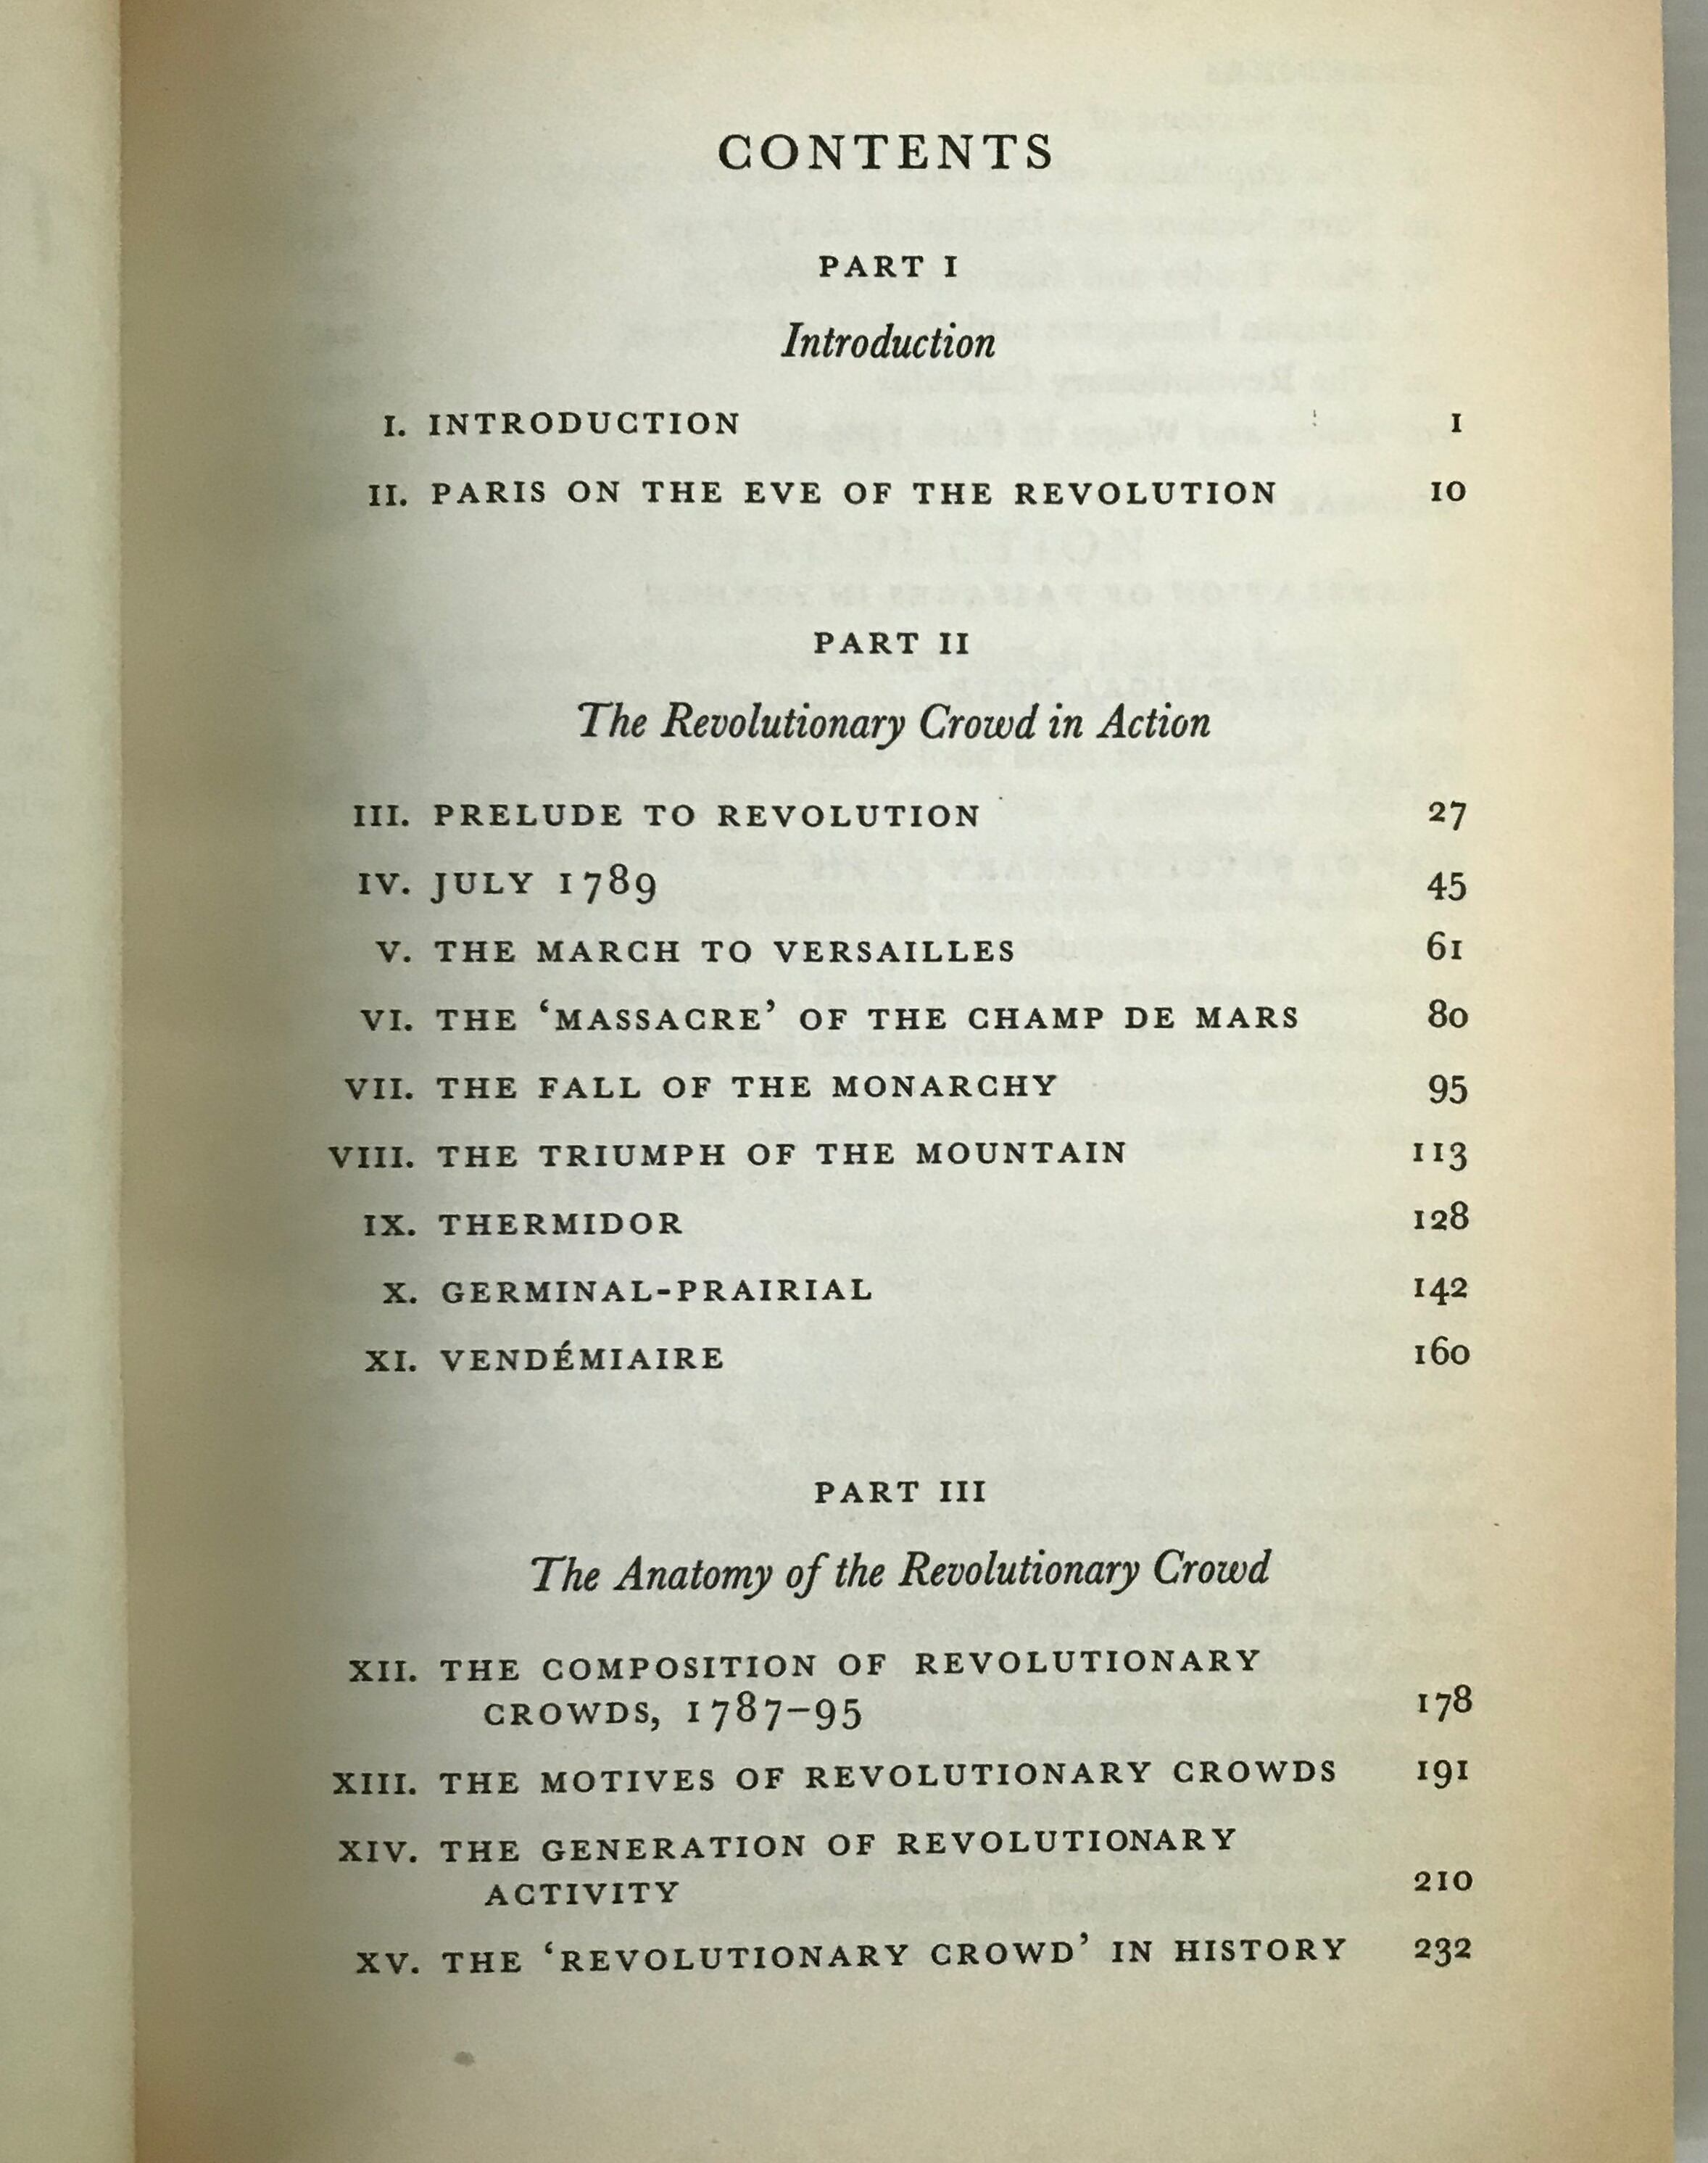 CONTENTS
PART I
Introduction
I. INTRODUCTION 1
II. PARIS ON THE EVE OF THE REVOLUTION 10
PART II
The Revolutionary Crowd in Action
III. PRELUDE TO REVOLUTION 27
IV. JULY 1789 45
V. THE MARCH TO VERSAILLES 61
VI. THE ‘MASSACRE’ OF THE CHAMP DE MARS 80
VII. THE FALL OF THE MONARCHY 95
VIII. THE TRIUMPH OF THE MOUNTAIN 113
IX. THERMIDOR 128
X. GERMINAL-PRAIRIAL 142
XI. VENDÉMIAIRE 160
PART III
The Anatomy of the Revolutionary Crowd
XII. THE COMPOSITION OF REVOLUTIONARY
CROWDS, 1787–95 178
XIII. THE MOTIVES OF REVOLUTIONARY CROWDS 191
XIV. THE GENERATION OF REVOLUTIONARY
ACTIVITY 210
XV. THE ‘REVOLUTIONARY CROWD’ IN HISTORY 232